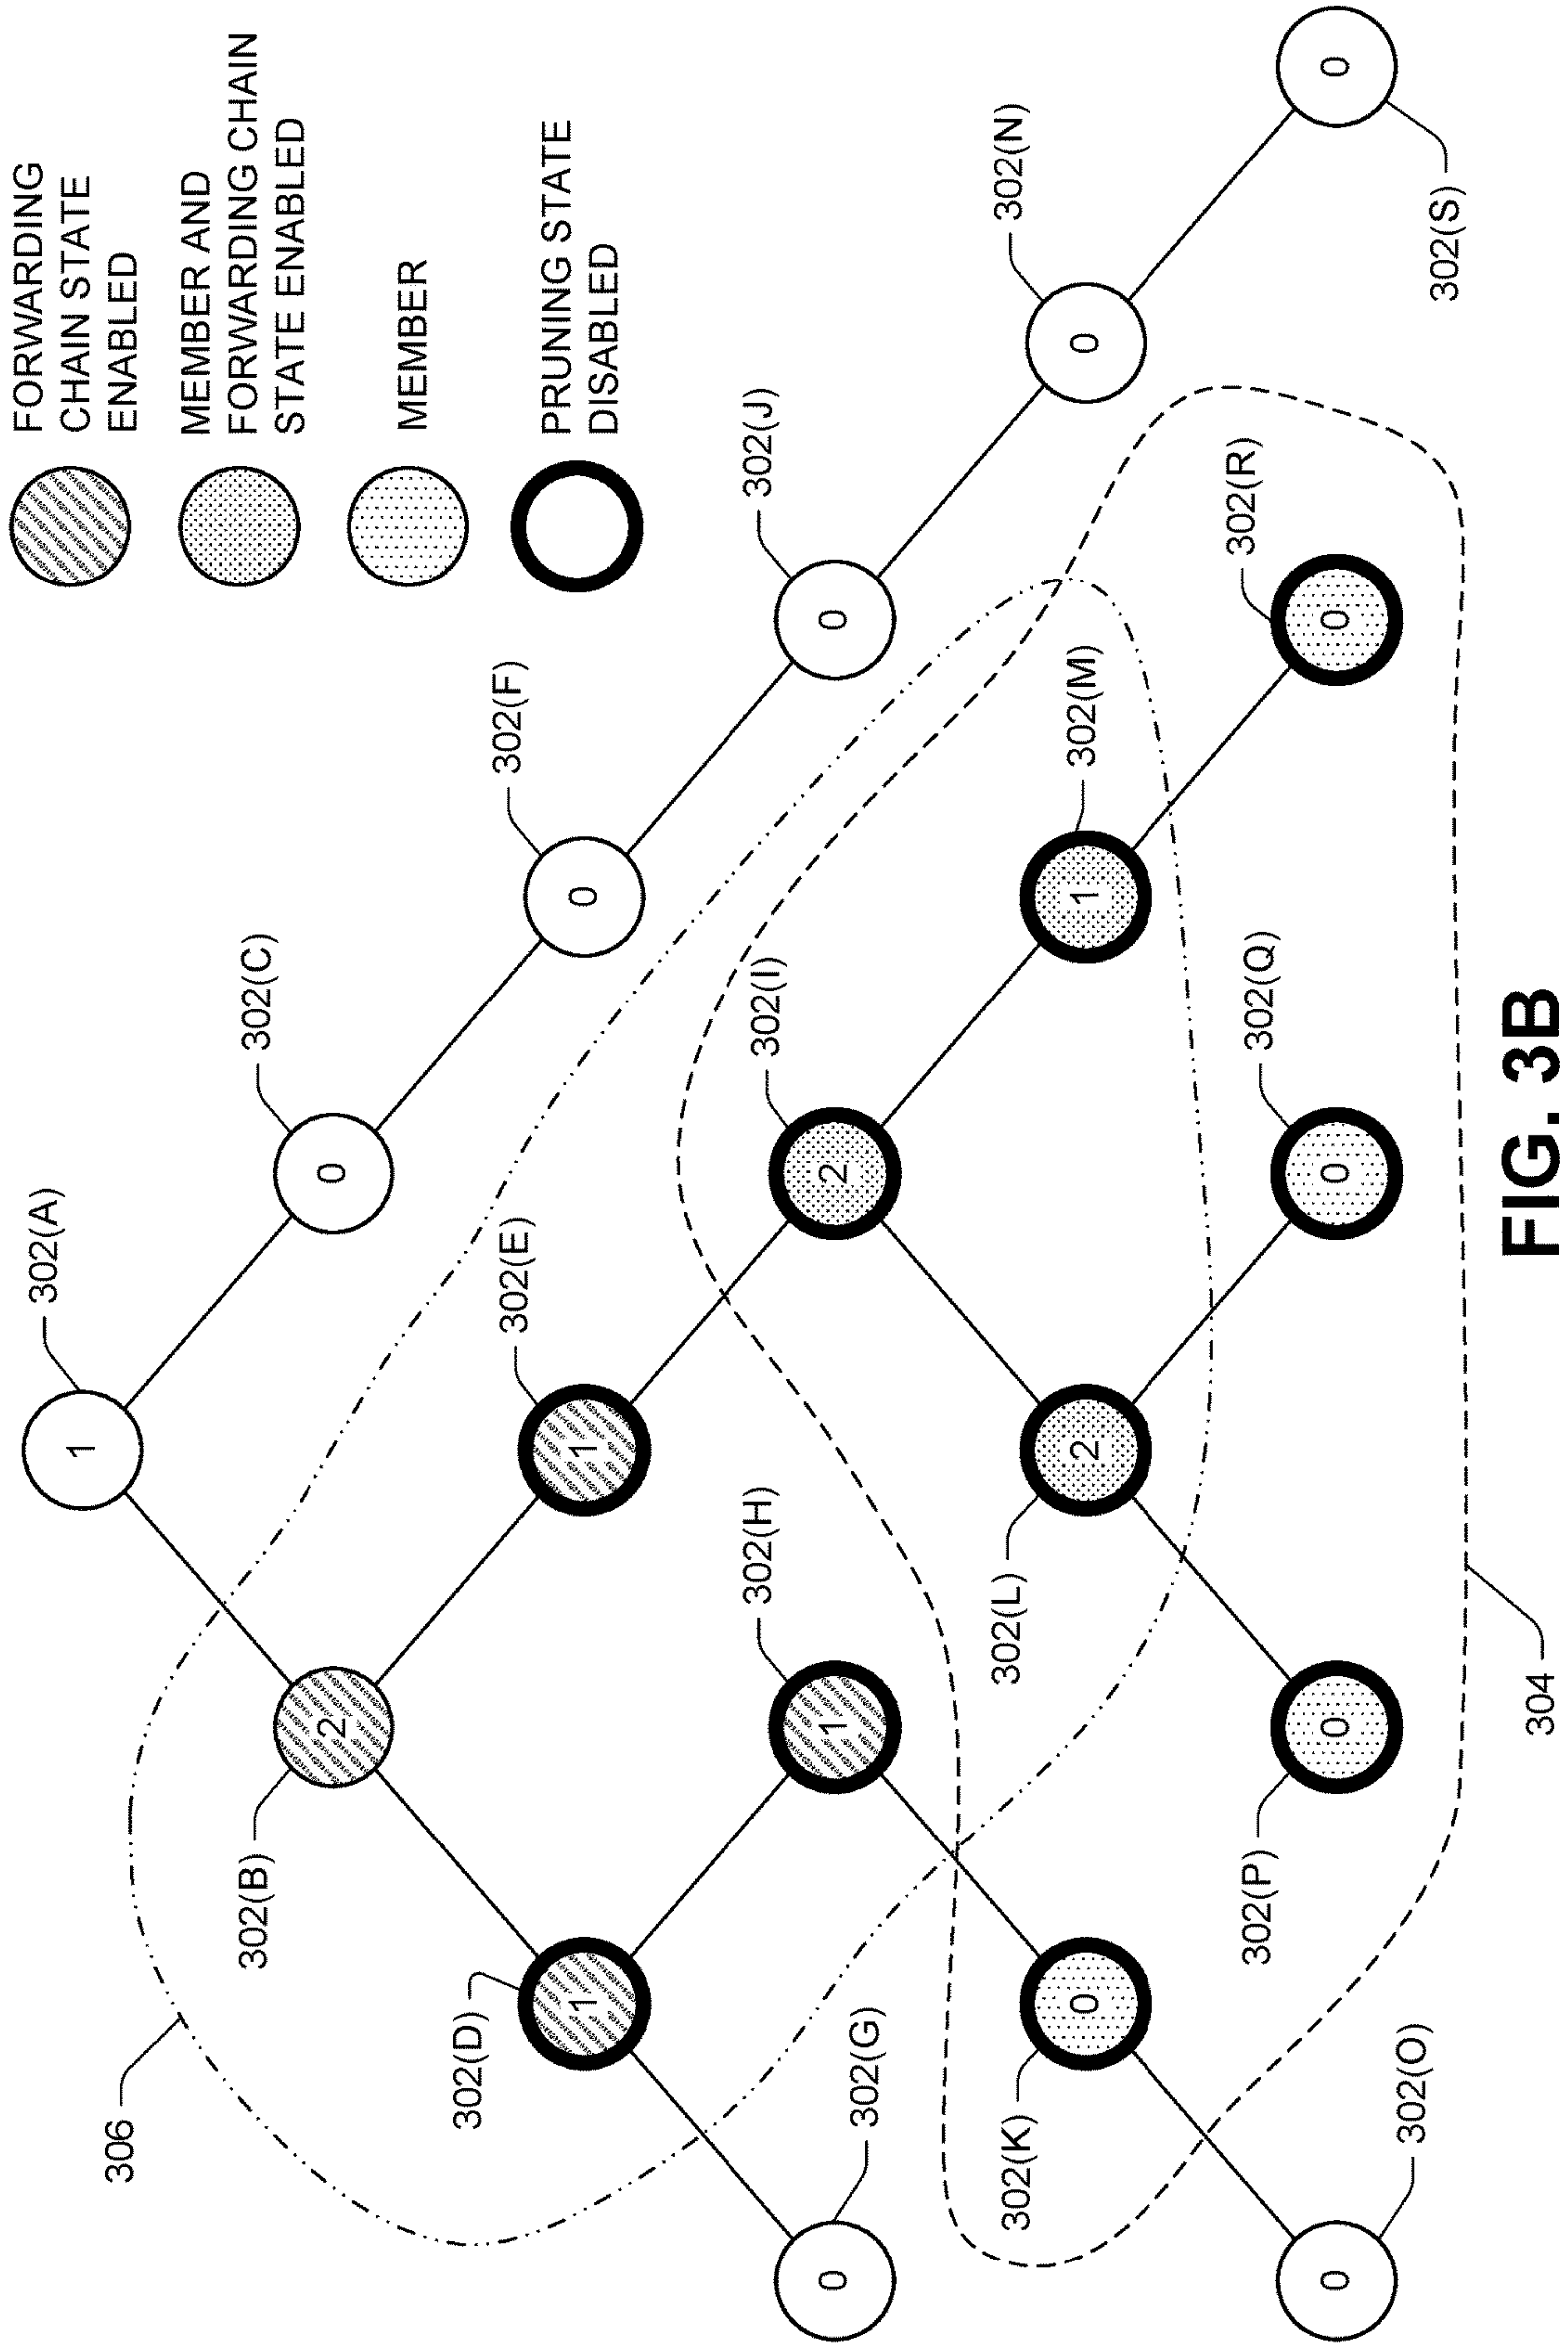 FORWARDING
CHAIN STATE
ENABLED
MEMBER AND
FORWARDING CHAIN
STATE ENABLED
MEMBER
PRUNING STATE
DISABLED
302(A)
1
306
302(B)
2
302(C)
0
302(D)
1
302(E)
1
302(F)
0
302(G)
0
302(H)
1
302(I)
2
302(J)
0
302(K)
0
302(L)
2
302(M)
1
302(N)
0
302(O)
0
302(P)
0
302(Q)
0
302(R)
0
302(S)
0
304
FIG. 3B